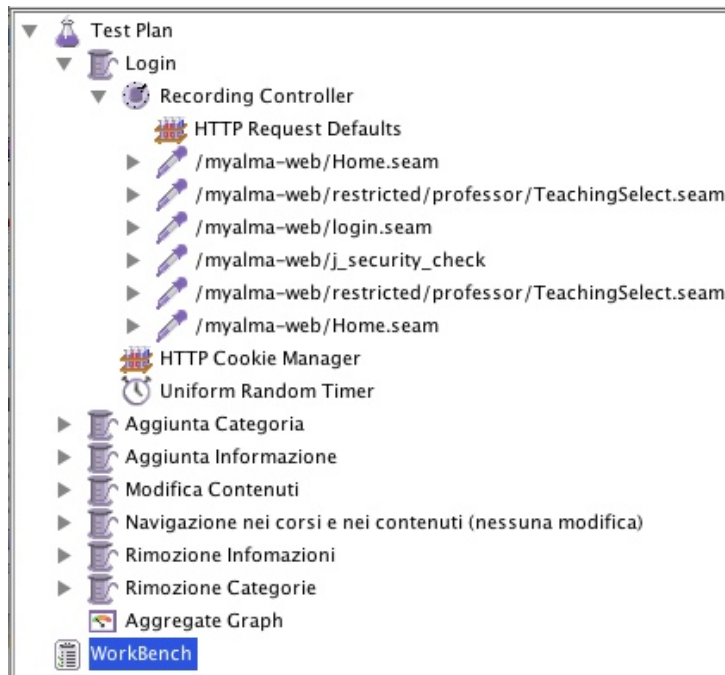 Test Plan
Login
Recording Controller
HTTP Request Defaults
/myalma-web/Home.seam
/myalma-web/restricted/professor/TeachingSelect.seam
/myalma-web/login.seam
/myalma-web/j_security_check
/myalma-web/restricted/professor/TeachingSelect.seam
/myalma-web/Home.seam
HTTP Cookie Manager
Uniform Random Timer
Aggiunta Categoria
Aggiunta Informazione
Modifica Contenuti
Navigazione nei corsi e nei contenuti (nessuna modifica)
Rimozione Infomazioni
Rimozione Categorie
Aggregate Graph
WorkBench